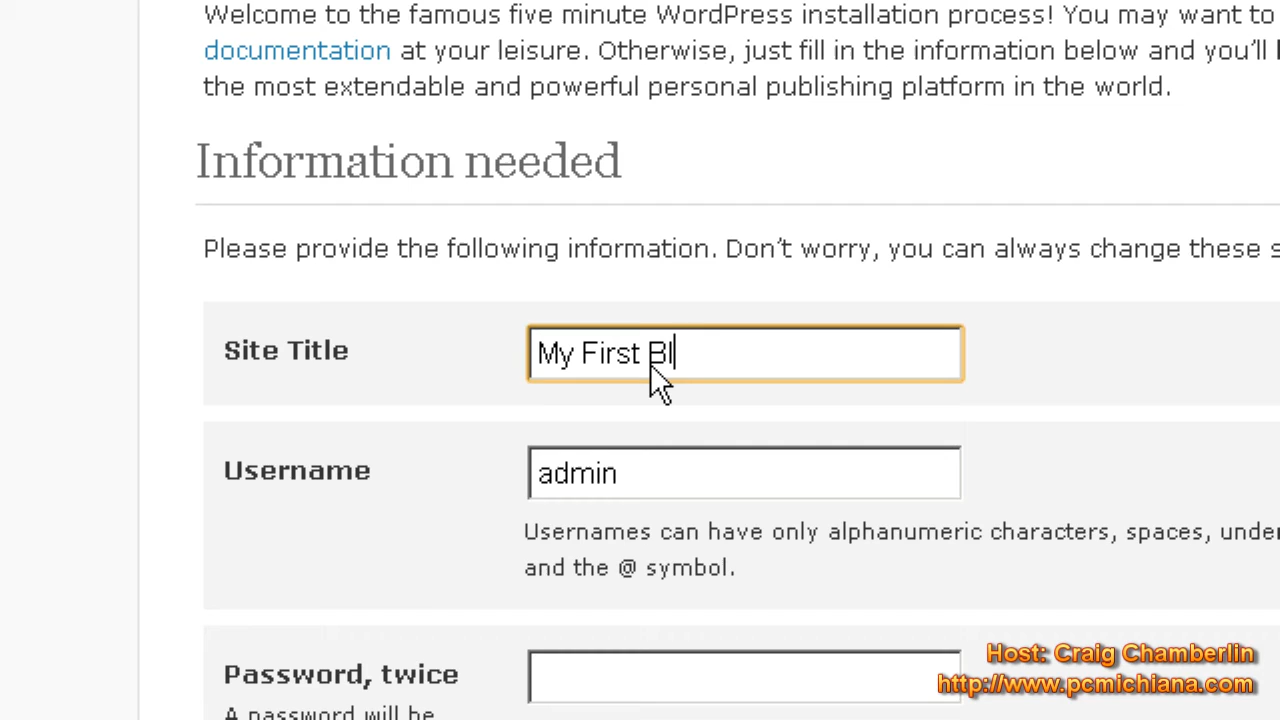 Welcome to the famous five minute WordPress installation process! You may want to
documentation at your leisure. Otherwise, just fill in the information below and you'll
the most extendable and powerful personal publishing platform in the world.
Information needed
Please provide the following information. Don't worry, you can always change these
Site Title
My First Bl
Username
admin
Usernames can have only alphanumeric characters, spaces,
and the @ symbol.
Password, twice
A password will be
Host: Craig Chamberlin
http://www.pcmichiana.com